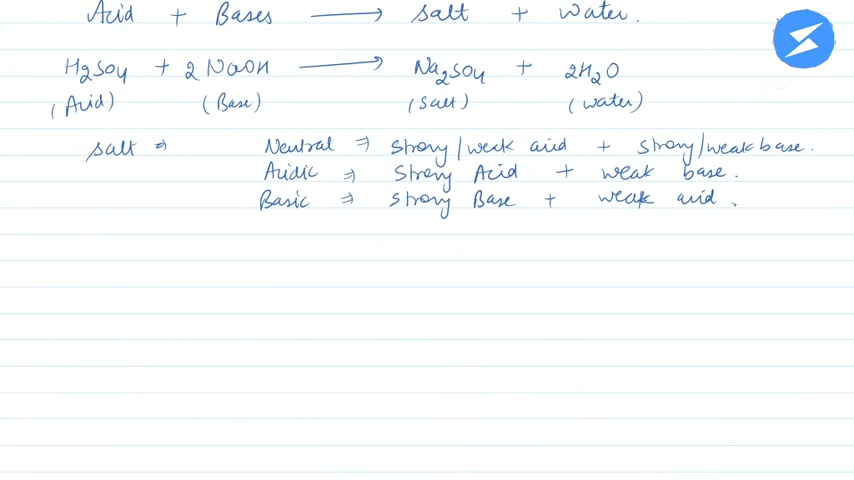 Acid + Bases ⟶ salt + Water.
H2SO4 + 2 NaOH ⟶ Na2SO4 + 2H2O
(Acid) (Base) (Salt) (water)
salt ⇒ Neutral ⇒ strong/weak acid + strong/weak base.
Acidic ⇒ strong Acid + weak base.
Basic ⇒ strong Base + weak acid.